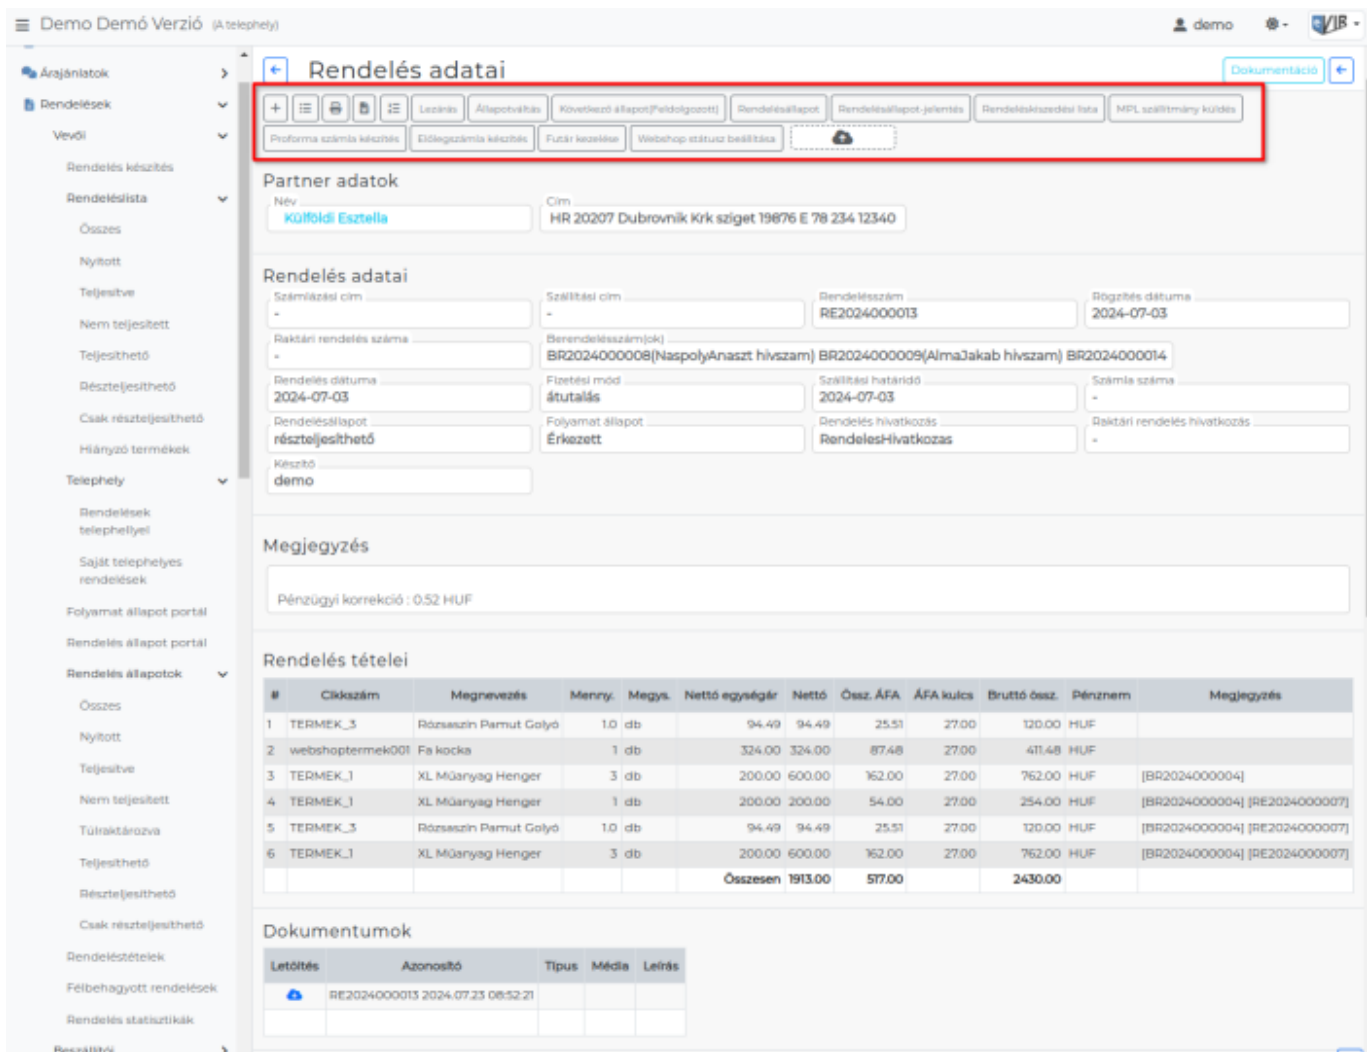 Demo Demó Verzió (A telephely)
demo
VIR
Árajánlatok
Rendelések
Vevői
Rendelés készítés
Rendeléslista
Összes
Nyitott
Teljesítve
Nem teljesített
Teljesíthető
Részteljesíthető
Csak részteljesíthető
Hiányzó termékek
Telephely
Rendelések
telephellyel
Saját telephelyes
rendelések
Folyamat állapot portál
Rendelés állapot portál
Rendelés állapotok
Összes
Nyitott
Teljesítve
Nem teljesített
Túlraktározva
Teljesíthető
Részteljesíthető
Csak részteljesíthető
Rendeléstételek
Félbehagyott rendelések
Rendelés statisztikák
Beszállítói
Rendelés adatai
Dokumentáció
Lezárás Állapotváltás Következő állapot(Feldolgozott) Rendelésállapot Rendelésállapot-jelentés Rendeléskiszedési lista MPL szállítmány küldés
Proforma számla készítés Előlegszámla készítés Futár kezelése Webshop státusz beállítása
Partner adatok
Név Cím
Külföldi Esztella HR 20207 Dubrovnik Krk sziget 19876 E 78 234 12340
Rendelés adatai
Számlázási cím Szállítási cím Rendelésszám Rögzítés dátuma
- - RE2024000013 2024-07-03
Raktári rendelés száma Berendelésszám(ok)
- BR2024000008(NaspolyAnaszt hivszam) BR2024000009(AlmaJakab hivszam) BR2024000014
Rendelés dátuma Fizetési mód Szállítási határidő Számla száma
2024-07-03 átutalás 2024-07-03 -
Rendelésállapot Folyamat állapot Rendelés hivatkozás Raktári rendelés hivatkozás
részteljesíthető Érkezett RendelesHivatkozas -
Készítő
demo
Megjegyzés
Pénzügyi korrekció : 0.52 HUF
Rendelés tételei
# Cikkszám Megnevezés Menny. Megys. Nettó egységár Nettó Össz. ÁFA ÁFA kulcs Bruttó össz. Pénznem Megjegyzés
1 TERMEK_3 Rózsaszín Pamut Golyó 1.0 db 94.49 94.49 25.51 27.00 120.00 HUF
2 webshoptermek001 Fa kocka 1 db 324.00 324.00 87.48 27.00 411.48 HUF
3 TERMEK_1 XL Műanyag Henger 3 db 200.00 600.00 162.00 27.00 762.00 HUF [BR2024000004]
4 TERMEK_1 XL Műanyag Henger 1 db 200.00 200.00 54.00 27.00 254.00 HUF [BR2024000004] [RE2024000007]
5 TERMEK_3 Rózsaszín Pamut Golyó 1.0 db 94.49 94.49 25.51 27.00 120.00 HUF [BR2024000004] [RE2024000007]
6 TERMEK_1 XL Műanyag Henger 3 db 200.00 600.00 162.00 27.00 762.00 HUF [BR2024000004] [RE2024000007]
Összesen 1913.00 517.00 2430.00
Dokumentumok
Letöltés Azonosító Típus Média Leírás
RE2024000013 2024.07.23 08:52:21